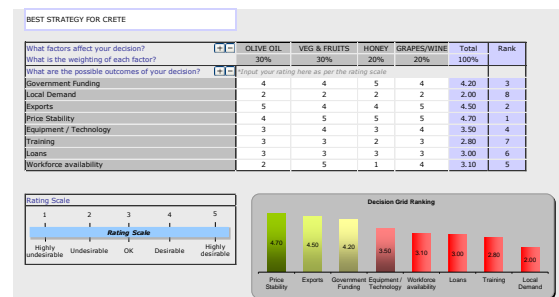 BEST STRATEGY FOR CRETE
What factors affect your decision? + − OLIVE OIL VEG & FRUITS HONEY GRAPES/WINE Total Rank
What is the weighting of each factor? 30% 30% 20% 20% 100%
What are the possible outcomes of your decision? + − *Input your rating here as per the rating scale
Government Funding 4 4 5 4 4.20 3
Local Demand 2 2 2 2 2.00 8
Exports 5 4 4 5 4.50 2
Price Stability 4 5 5 5 4.70 1
Equipment / Technology 3 4 3 4 3.50 4
Training 3 3 2 3 2.80 7
Loans 3 3 3 3 3.00 6
Workforce availability 2 5 1 4 3.10 5
Rating Scale
1 2 3 4 5
Rating Scale
Highly undesirable Undesirable OK Desirable Highly desirable
Decision Grid Ranking
4.70 4.50 4.20 3.50 3.10 3.00 2.80 2.00
Price Stability Exports Government Funding Equipment / Technology Workforce availability Loans Training Local Demand